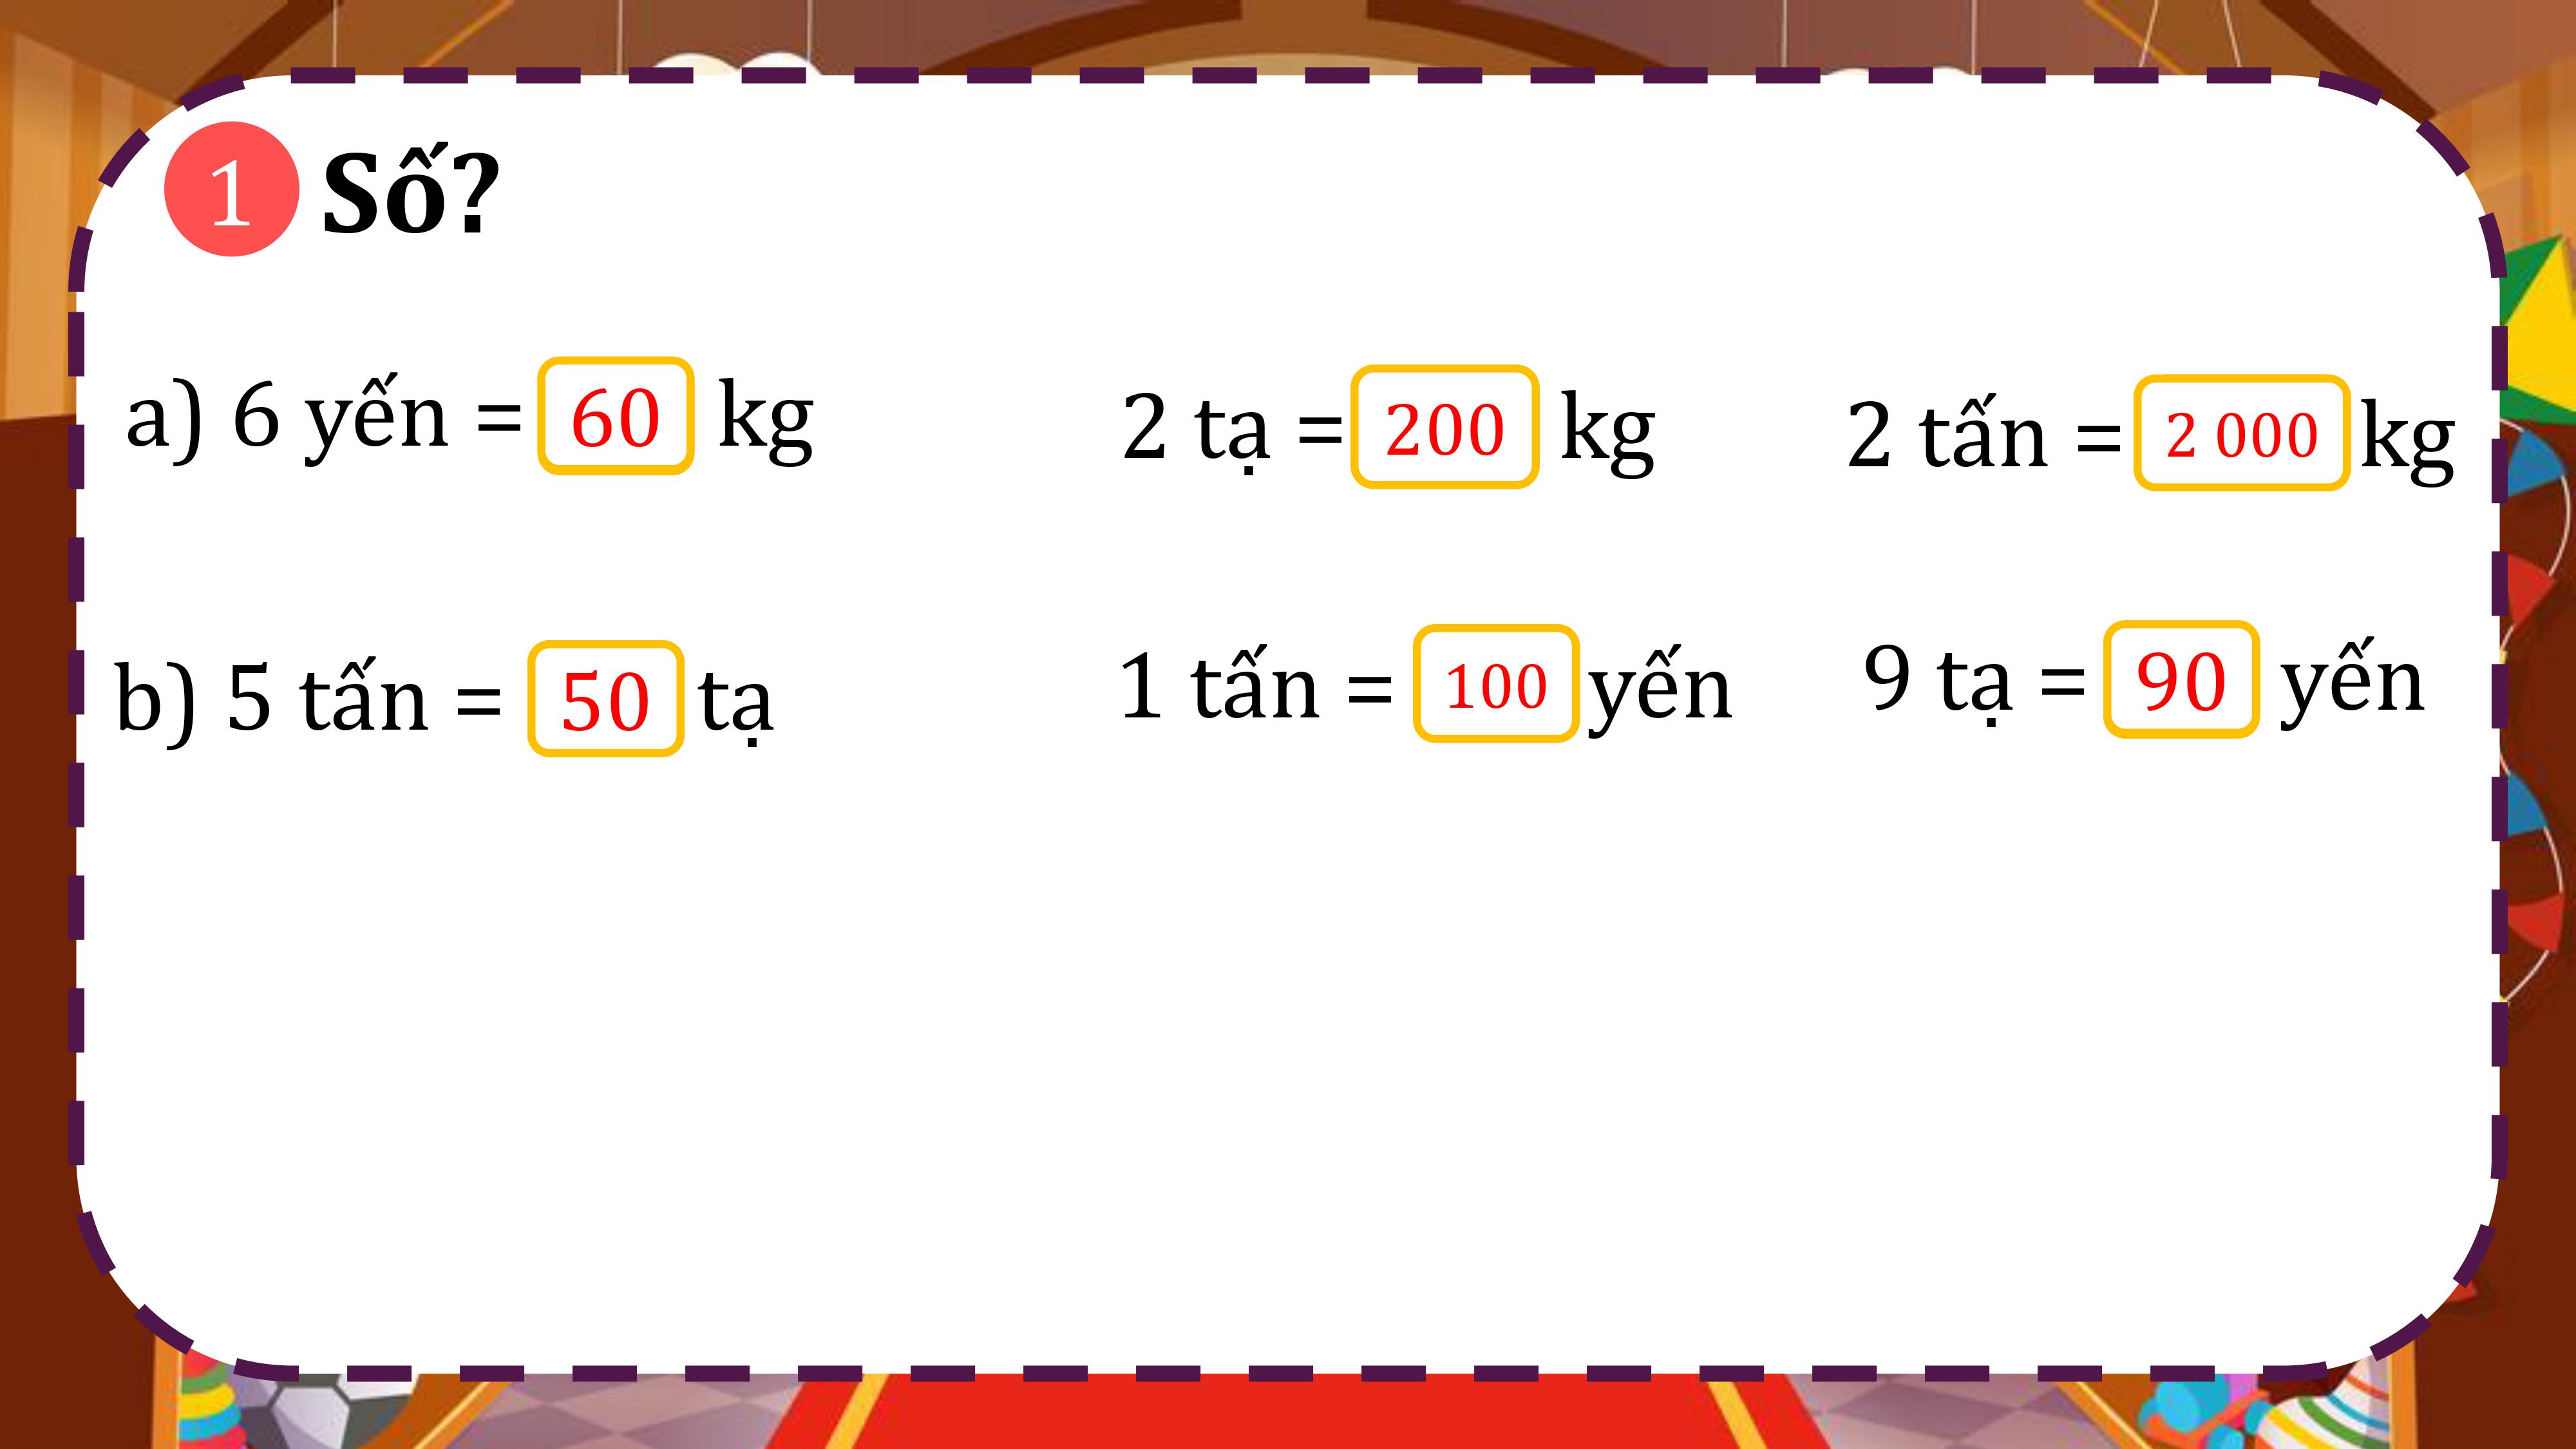 1 Số?
a) 6 yến = 60 kg 2 tạ = 200 kg 2 tấn = 2 000 kg
b) 5 tấn = 50 tạ 1 tấn = 100 yến 9 tạ = 90 yến